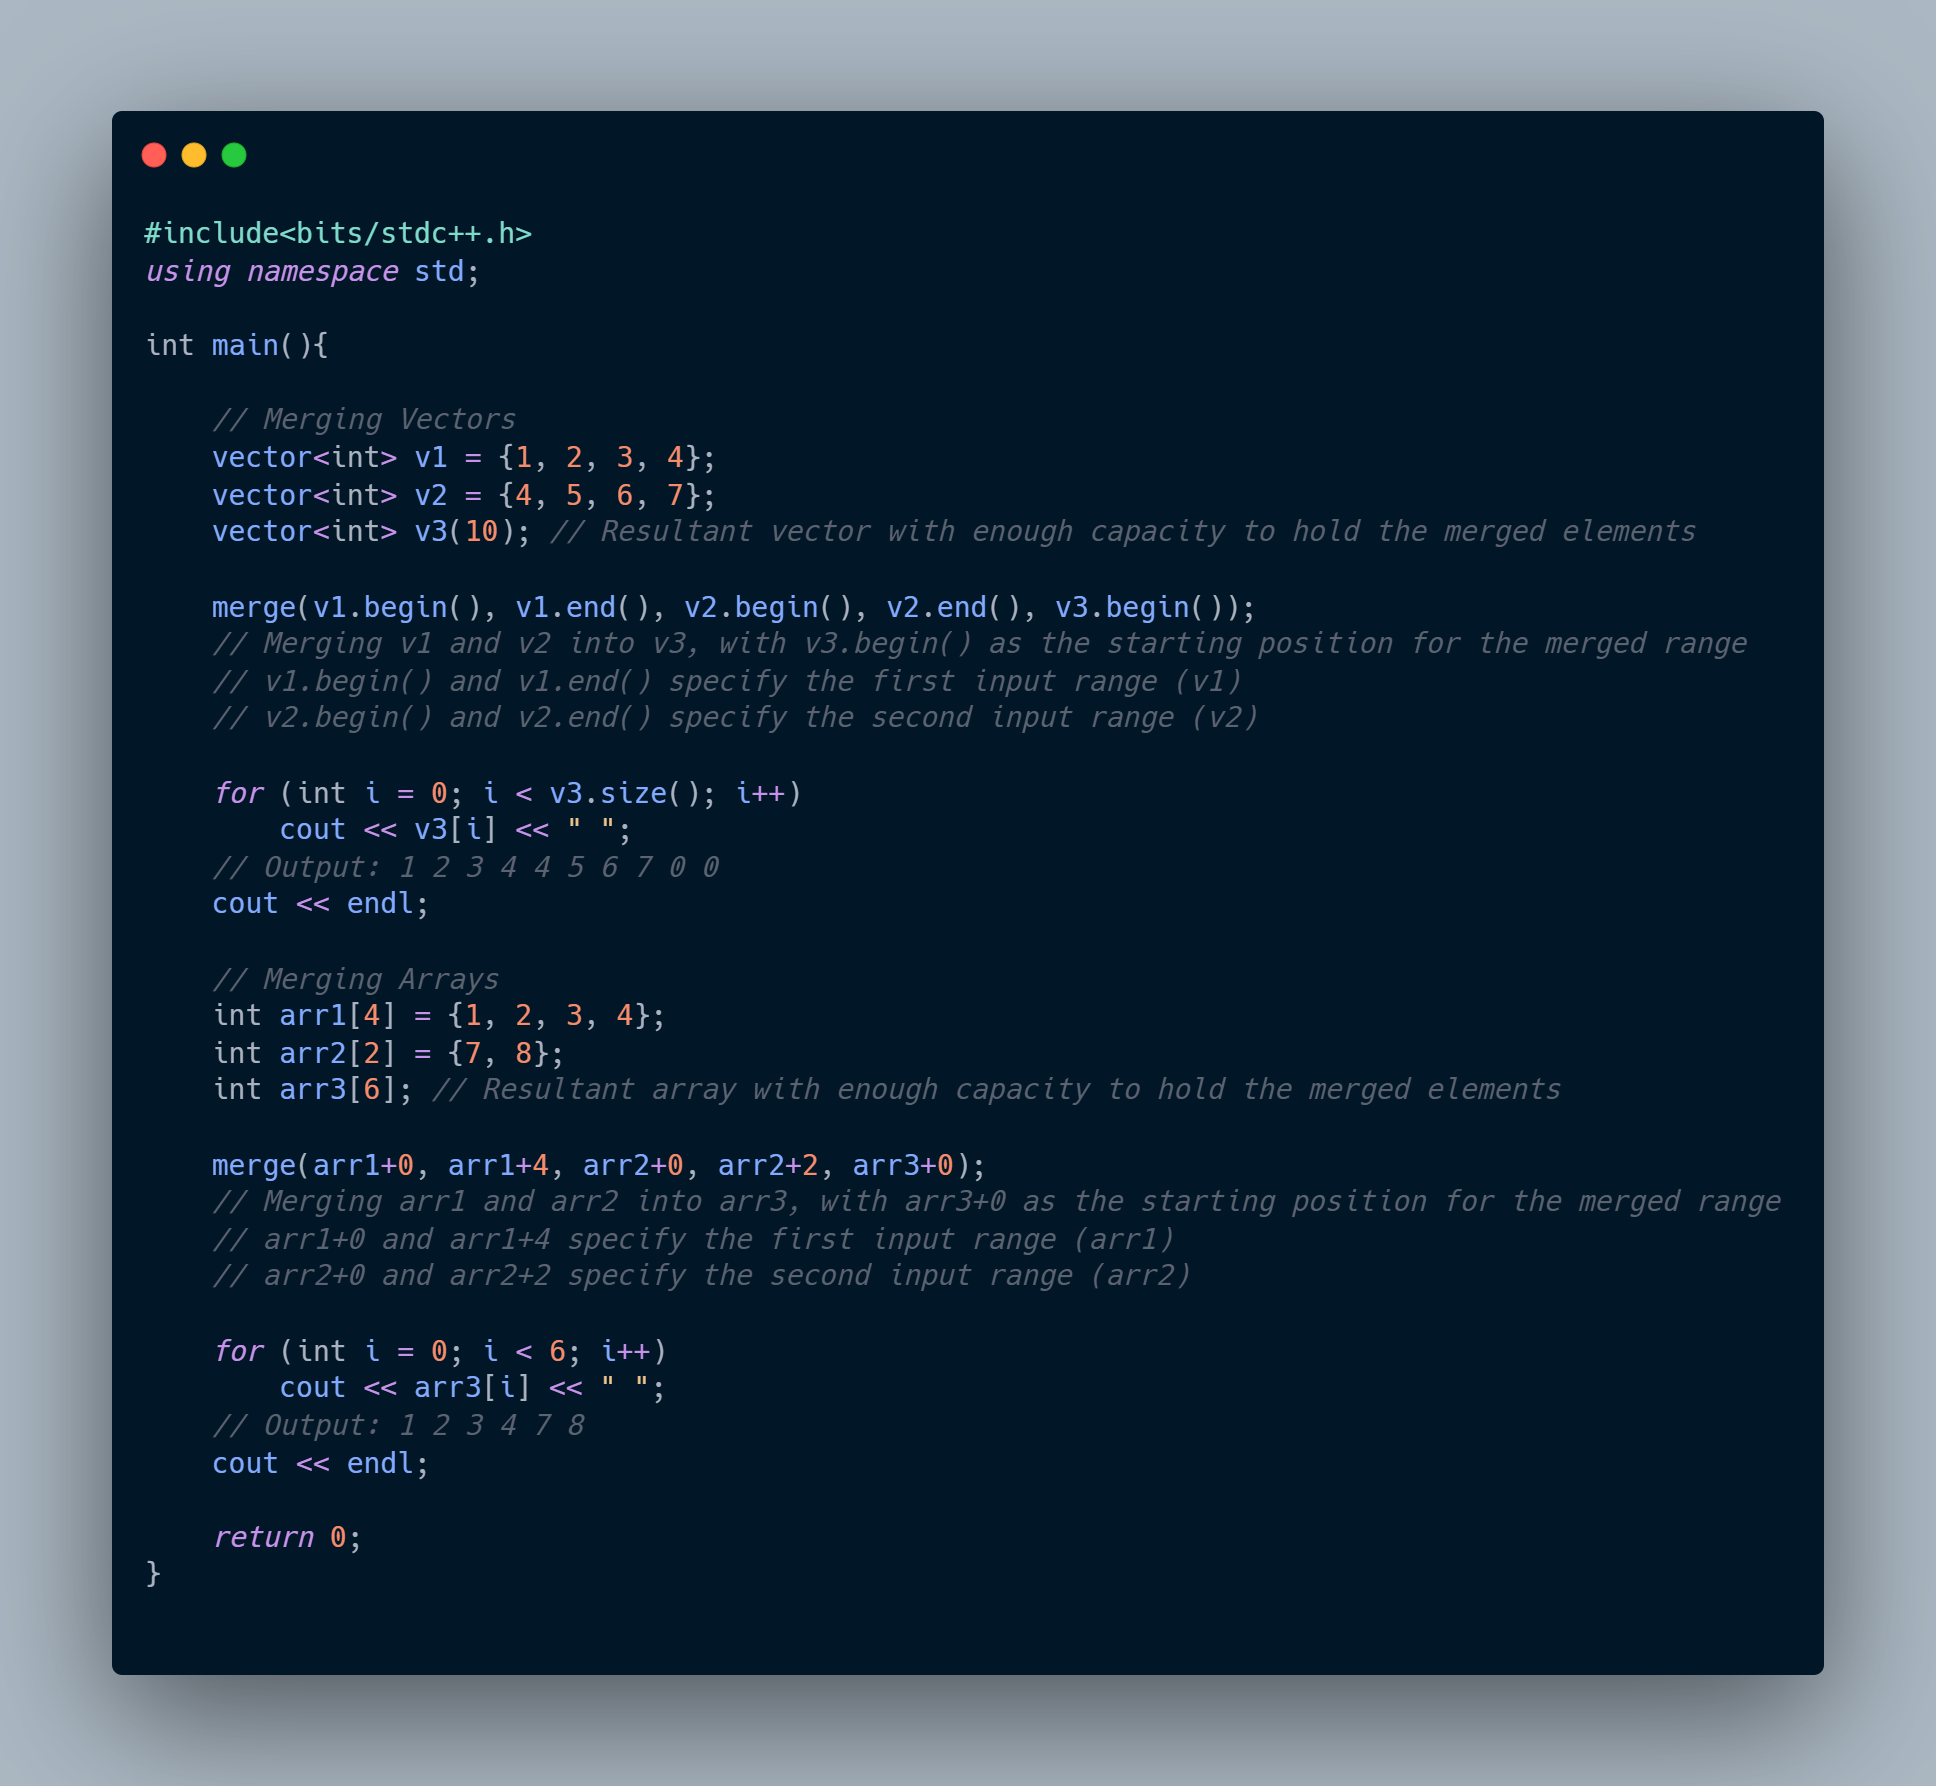 #include<bits/stdc++.h>
using namespace std;

int main(){

    // Merging Vectors
    vector<int> v1 = {1, 2, 3, 4};
    vector<int> v2 = {4, 5, 6, 7};
    vector<int> v3(10); // Resultant vector with enough capacity to hold the merged elements

    merge(v1.begin(), v1.end(), v2.begin(), v2.end(), v3.begin());
    // Merging v1 and v2 into v3, with v3.begin() as the starting position for the merged range
    // v1.begin() and v1.end() specify the first input range (v1)
    // v2.begin() and v2.end() specify the second input range (v2)

    for (int i = 0; i < v3.size(); i++)
        cout << v3[i] << " ";
    // Output: 1 2 3 4 4 5 6 7 0 0
    cout << endl;

    // Merging Arrays
    int arr1[4] = {1, 2, 3, 4};
    int arr2[2] = {7, 8};
    int arr3[6]; // Resultant array with enough capacity to hold the merged elements

    merge(arr1+0, arr1+4, arr2+0, arr2+2, arr3+0);
    // Merging arr1 and arr2 into arr3, with arr3+0 as the starting position for the merged range
    // arr1+0 and arr1+4 specify the first input range (arr1)
    // arr2+0 and arr2+2 specify the second input range (arr2)

    for (int i = 0; i < 6; i++)
        cout << arr3[i] << " ";
    // Output: 1 2 3 4 7 8
    cout << endl;

    return 0;
}